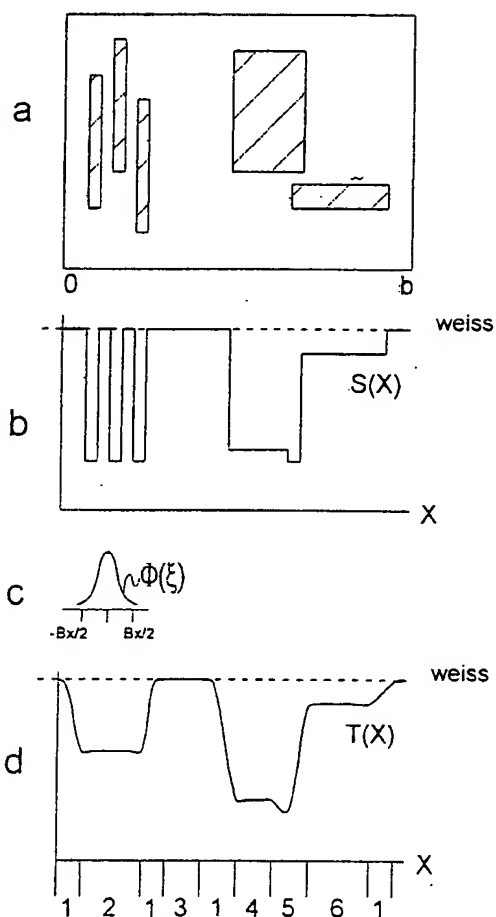 a
0 b
weiss
S(X)
b
X
c
Φ(ξ)
-Bx/2 Bx/2
weiss
T(X)
d
X
1 2 1 3 1 4 5 6 1